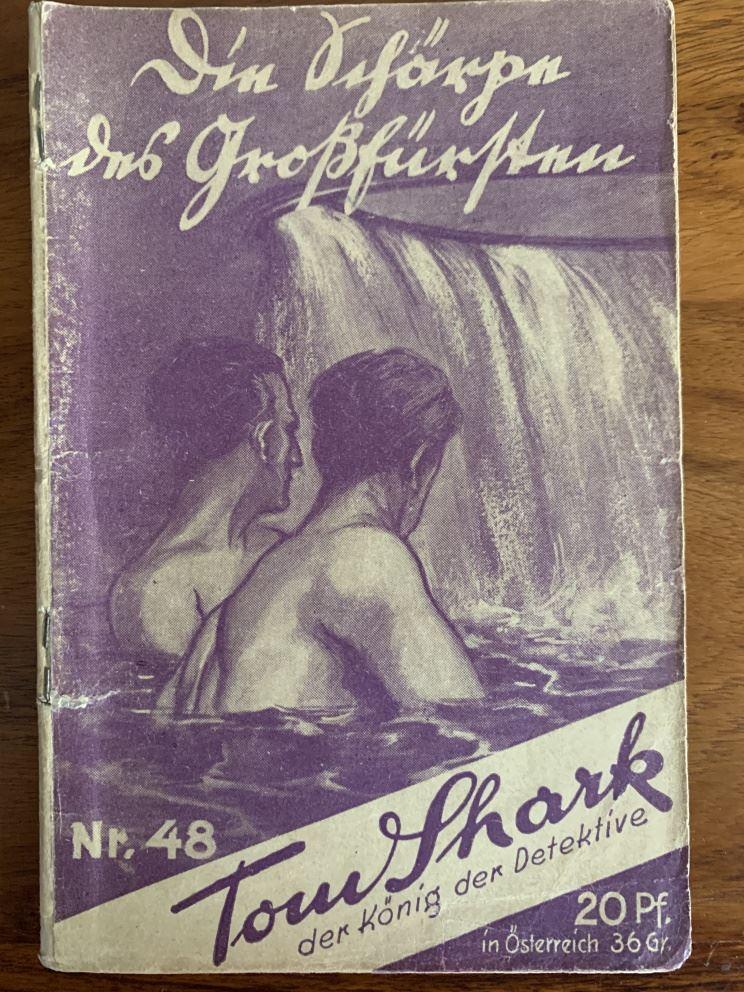 Die Schärpe
des Großfürsten
Nr. 48
Tom Shark
der König der Detektive
20 Pf.
in Österreich 36 Gr.